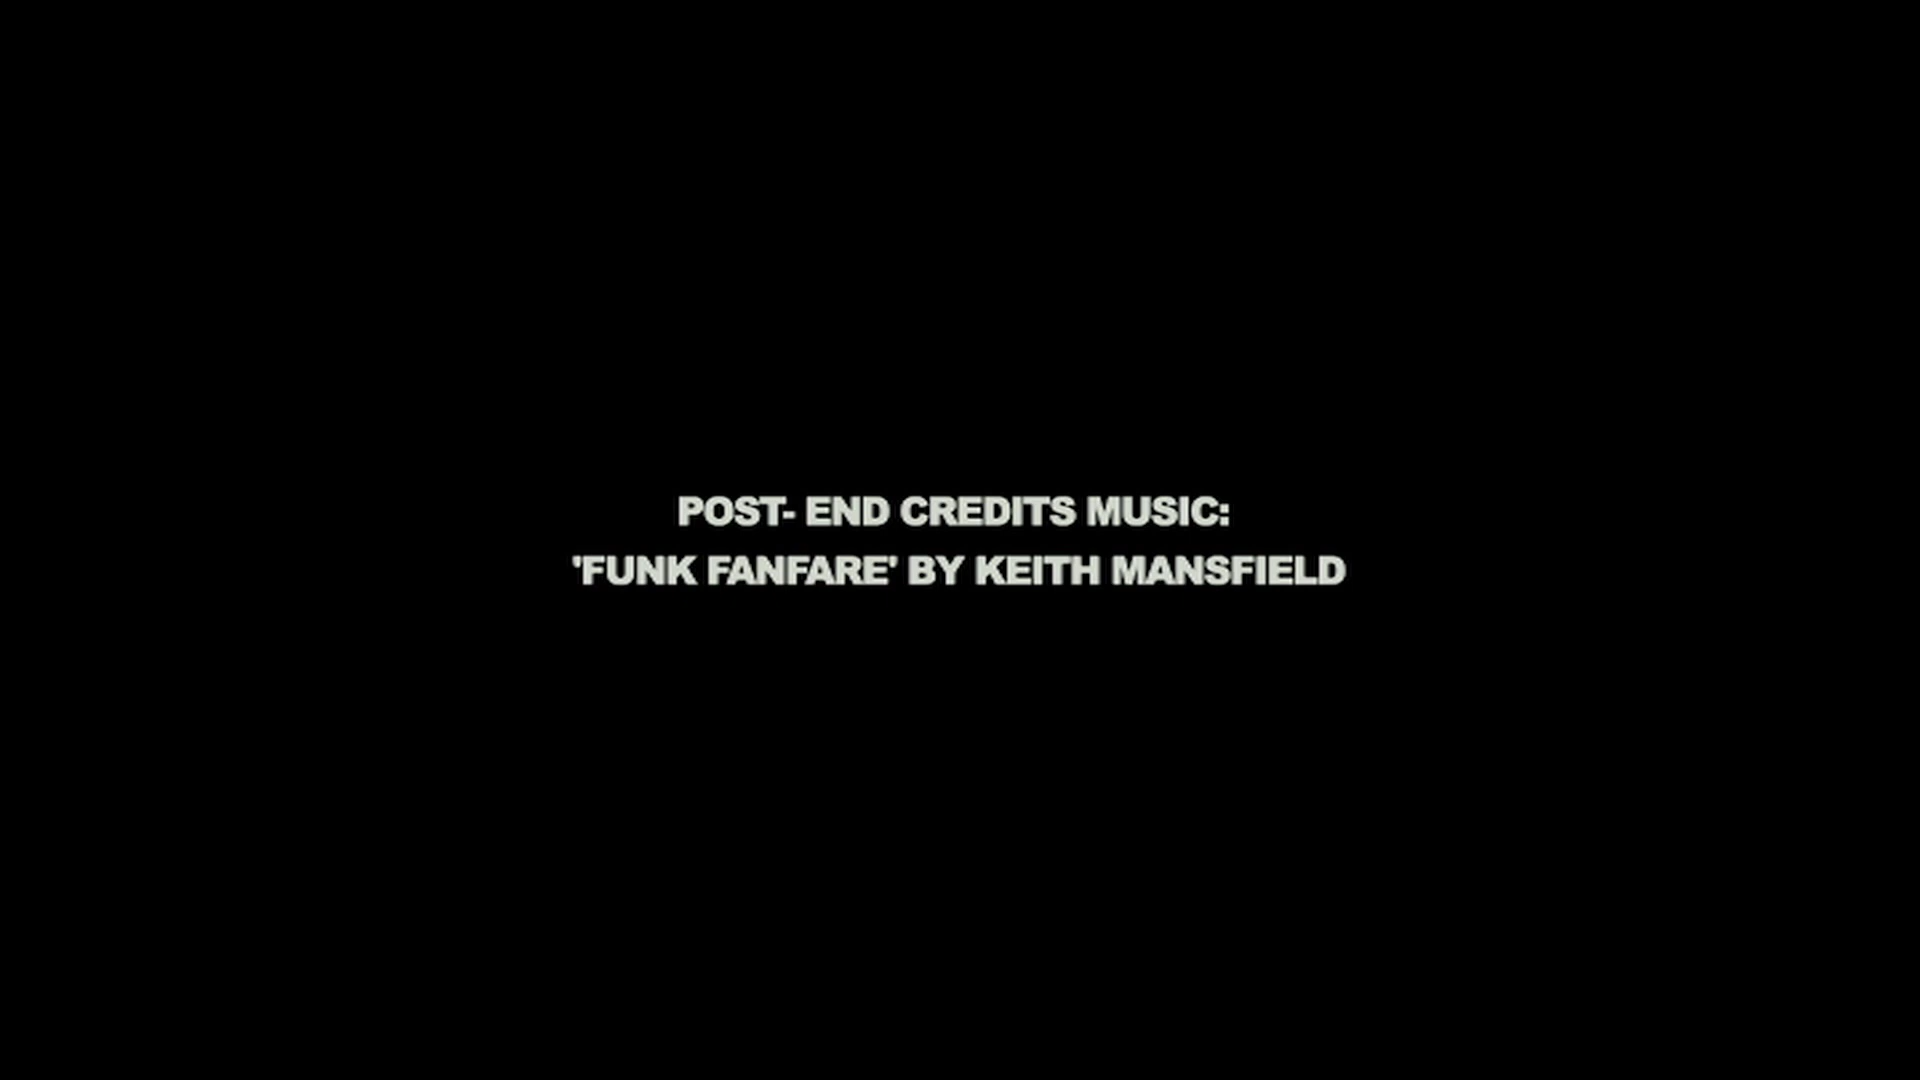 POST- END CREDITS MUSIC:
'FUNK FANFARE' BY KEITH MANSFIELD